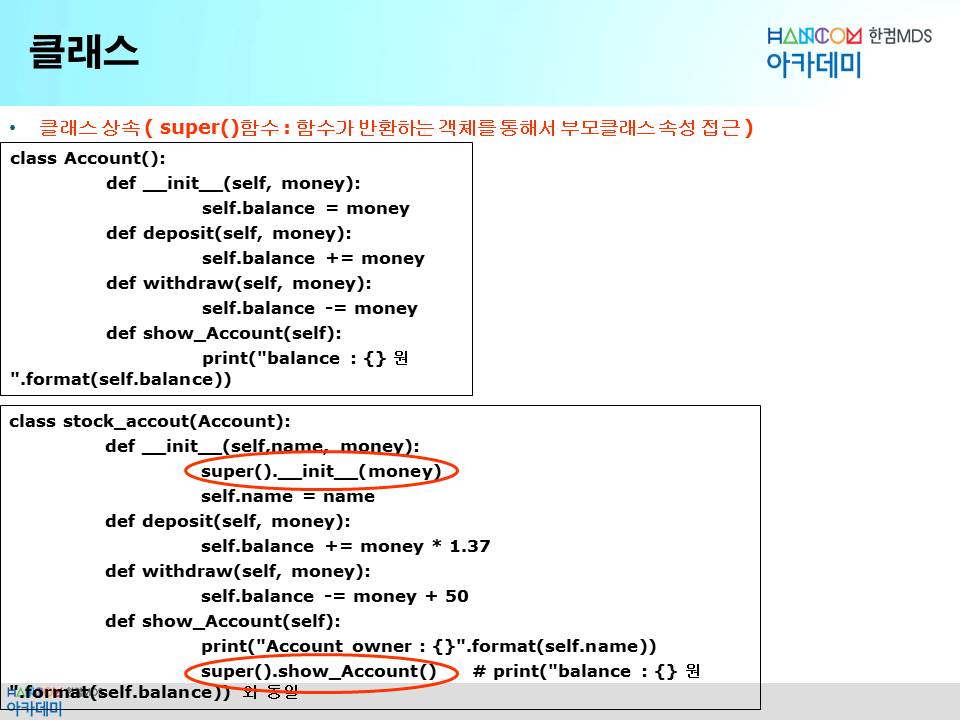 클래스
HANCOM 한컴MDS
아카데미
• 클래스 상속 ( super()함수 : 함수가 반환하는 객체를 통해서 부모클래스 속성 접근 )
class Account():
def __init__(self, money):
self.balance = money
def deposit(self, money):
self.balance += money
def withdraw(self, money):
self.balance -= money
def show_Account(self):
print("balance : {} 원
".format(self.balance))
class stock_accout(Account):
def __init__(self,name, money):
super().__init__(money)
self.name = name
def deposit(self, money):
self.balance += money * 1.37
def withdraw(self, money):
self.balance -= money + 50
def show_Account(self):
print("Account owner : {}".format(self.name))
super().show_Account() # print("balance : {} 원
".format(self.balance)) 와 동일
HANCOM 한컴MDS
아카데미